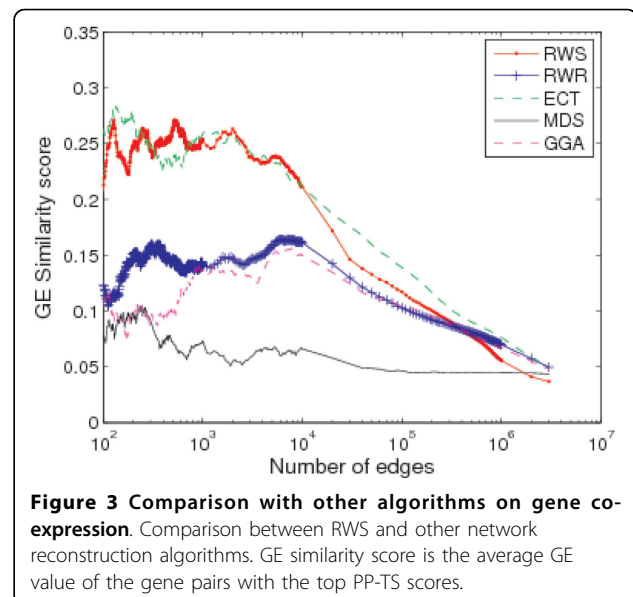 0.35
0.3
0.25
0.2
0.15
0.1
0.05
0
GE Similarity score
RWS
RWR
ECT
MDS
GGA
10^2 10^3 10^4 10^5 10^6 10^7
Number of edges
Figure 3 Comparison with other algorithms on gene co-
expression. Comparison between RWS and other network
reconstruction algorithms. GE similarity score is the average GE
value of the gene pairs with the top PP-TS scores.